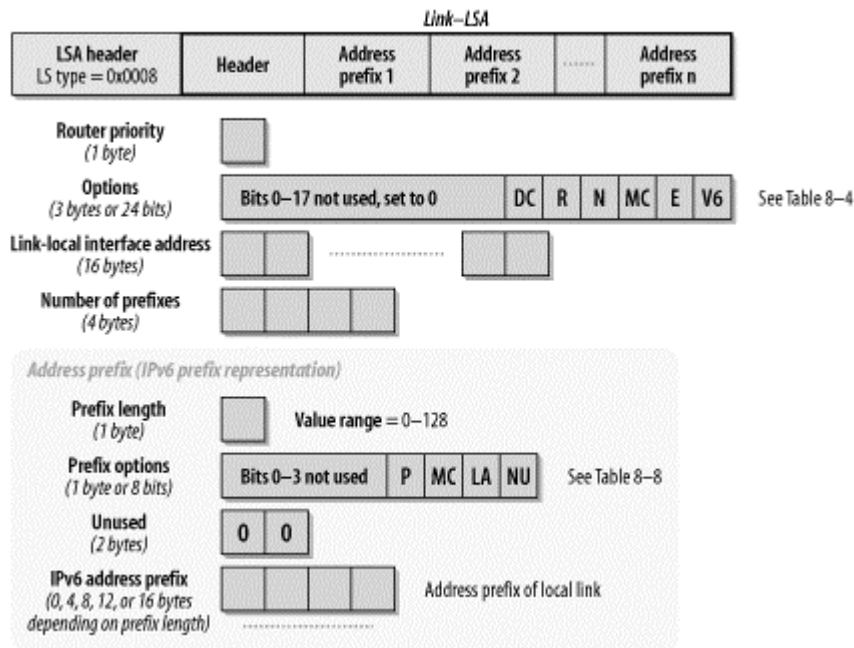 Link–LSA
LSA header
LS type = 0x0008
Header
Address
prefix 1
Address
prefix 2
Address
prefix n
Router priority
(1 byte)
Options
(3 bytes or 24 bits)
Bits 0–17 not used, set to 0
DC
R
N
MC
E
V6
See Table 8–4
Link-local interface address
(16 bytes)
Number of prefixes
(4 bytes)
Address prefix (IPv6 prefix representation)
Prefix length
(1 byte)
Value range = 0–128
Prefix options
(1 byte or 8 bits)
Bits 0–3 not used
P
MC
LA
NU
See Table 8–8
Unused
(2 bytes)
0
0
IPv6 address prefix
(0, 4, 8, 12, or 16 bytes
depending on prefix length)
Address prefix of local link